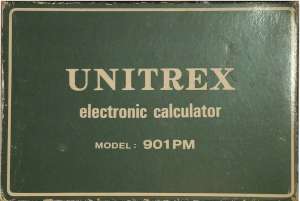 UNITREX
electronic calculator
MODEL: 901PM